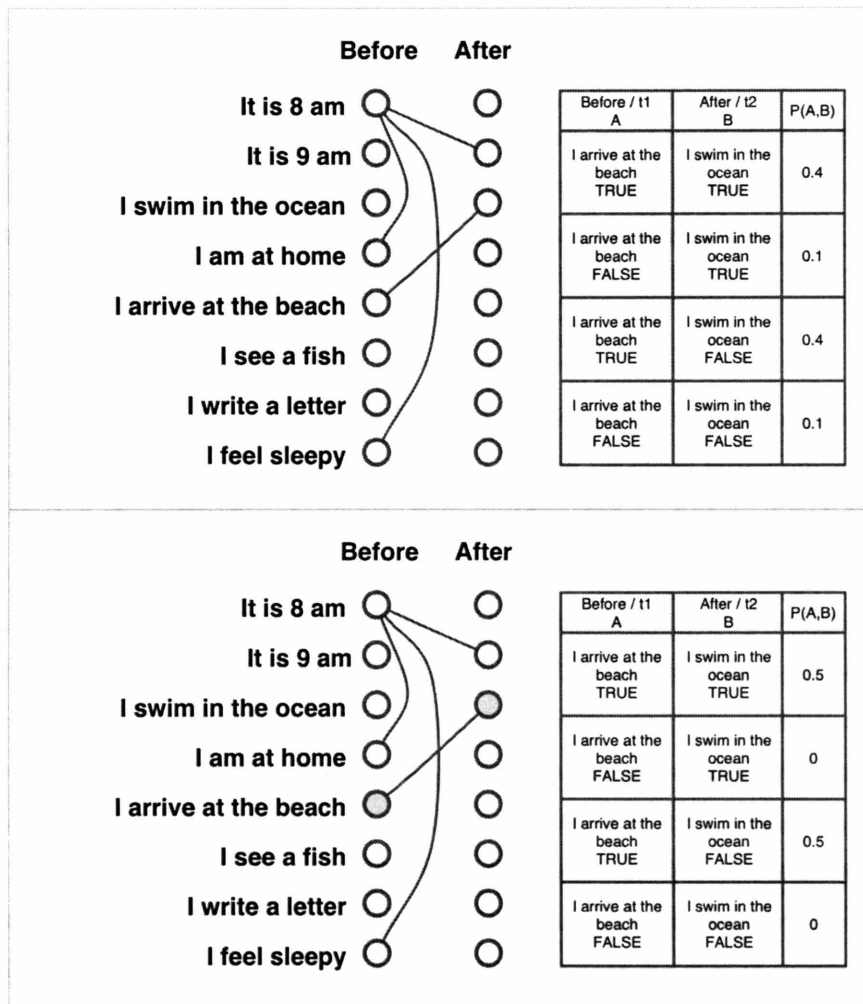 Before After
It is 8 am
It is 9 am
I swim in the ocean
I am at home
I arrive at the beach
I see a fish
I write a letter
I feel sleepy
Before / t1 After / t2 P(A,B)
A B
I arrive at the I swim in the
beach ocean 0.4
TRUE TRUE
I arrive at the I swim in the
beach ocean 0.1
FALSE TRUE
I arrive at the I swim in the
beach ocean 0.4
TRUE FALSE
I arrive at the I swim in the
beach ocean 0.1
FALSE FALSE
Before After
It is 8 am
It is 9 am
I swim in the ocean
I am at home
I arrive at the beach
I see a fish
I write a letter
I feel sleepy
Before / t1 After / t2 P(A,B)
A B
I arrive at the I swim in the
beach ocean 0.5
TRUE TRUE
I arrive at the I swim in the
beach ocean 0
FALSE TRUE
I arrive at the I swim in the
beach ocean 0.5
TRUE FALSE
I arrive at the I swim in the
beach ocean 0
FALSE FALSE